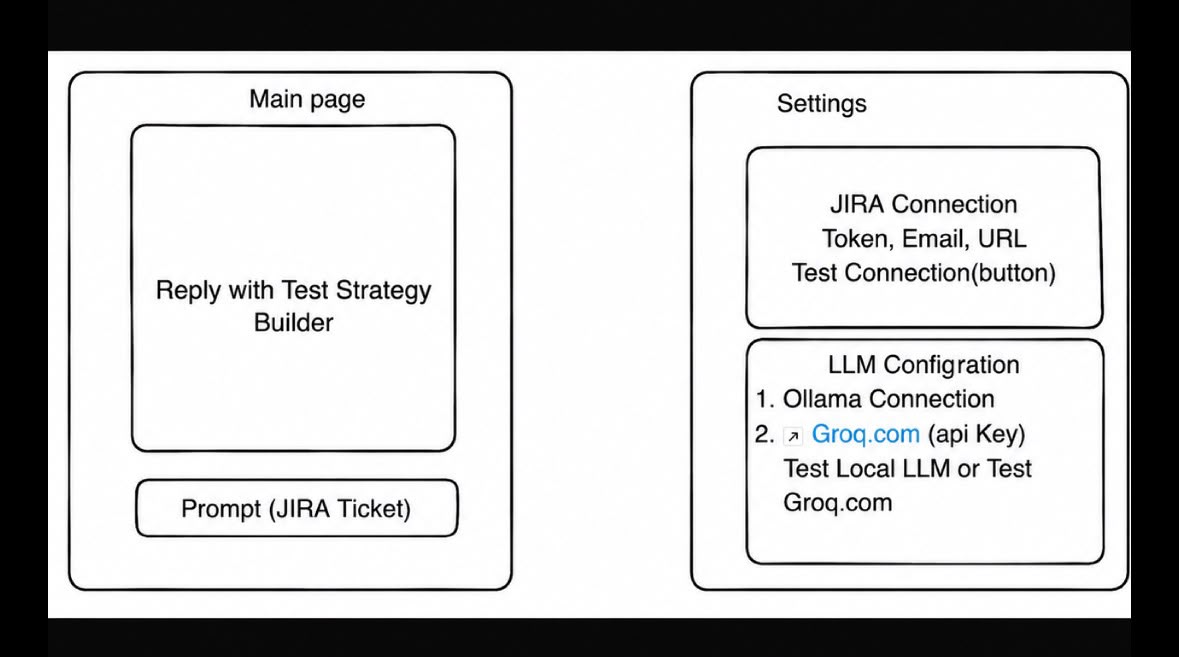 Main page
Reply with Test Strategy
Builder
Prompt (JIRA Ticket)
Settings
JIRA Connection
Token, Email, URL
Test Connection(button)
LLM Configration
1. Ollama Connection
2. Groq.com (api Key)
Test Local LLM or Test
Groq.com